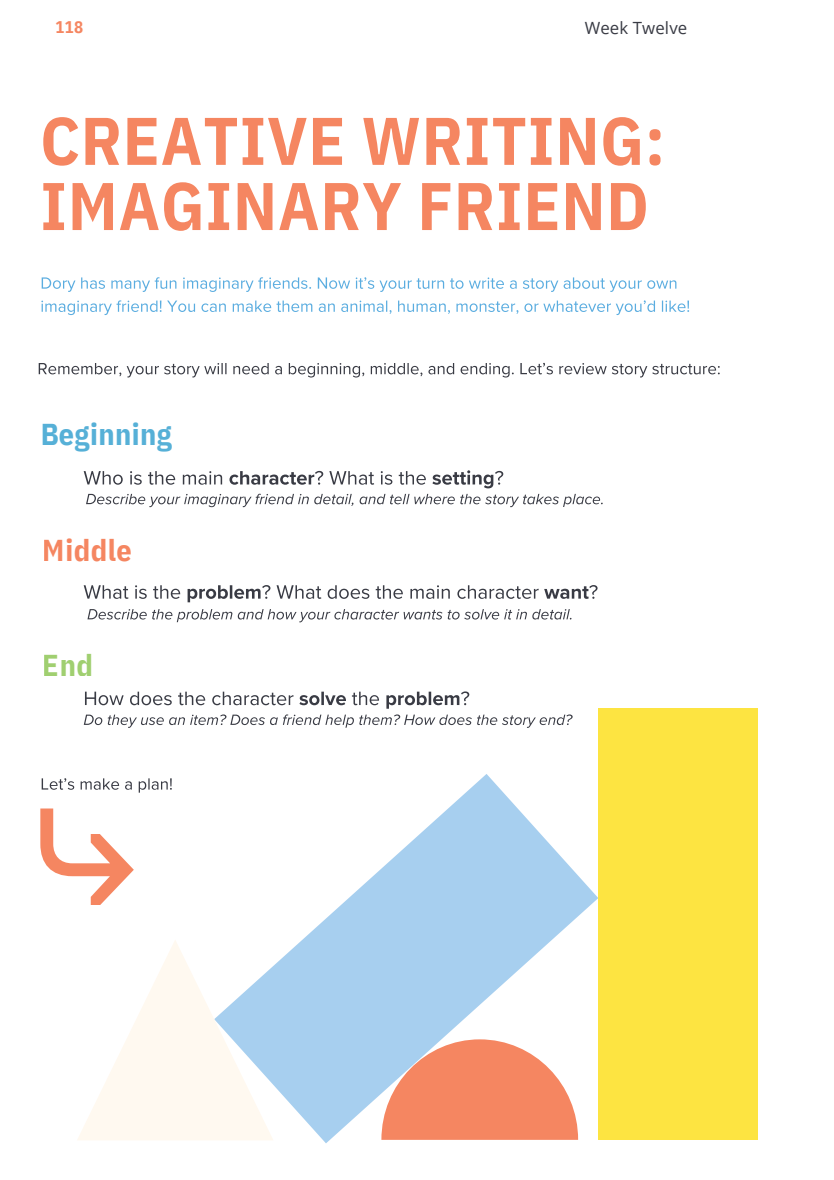 118
Week Twelve
CREATIVE WRITING:
IMAGINARY FRIEND
Dory has many fun imaginary friends. Now it’s your turn to write a story about your own
imaginary friend! You can make them an animal, human, monster, or whatever you’d like!
Remember, your story will need a beginning, middle, and ending. Let’s review story structure:
Beginning
Who is the main character? What is the setting?
Describe your imaginary friend in detail, and tell where the story takes place.
Middle
What is the problem? What does the main character want?
Describe the problem and how your character wants to solve it in detail.
End
How does the character solve the problem?
Do they use an item? Does a friend help them? How does the story end?
Let’s make a plan!